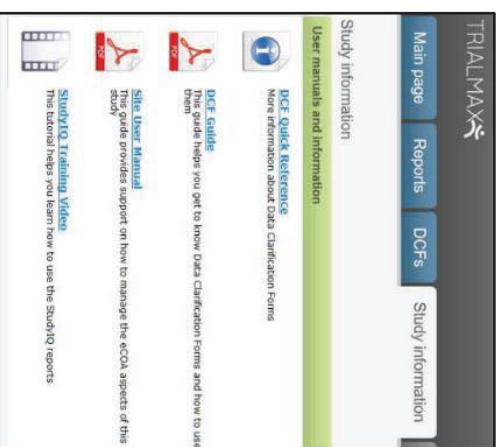 TRIALMAX
Main page
Reports
DCFs
Study information
Study information
User manuals and information
DCF Quick Reference
More information about Data Clarification Forms
DCF Guide
This guide helps you get to know Data Clarification Forms and how to use
them
PDF
Site User Manual
This guide provides support on how to manage the eCOA aspects of this
study
PDF
StudyIQ Training Video
This tutorial helps you learn how to use the StudyIQ reports